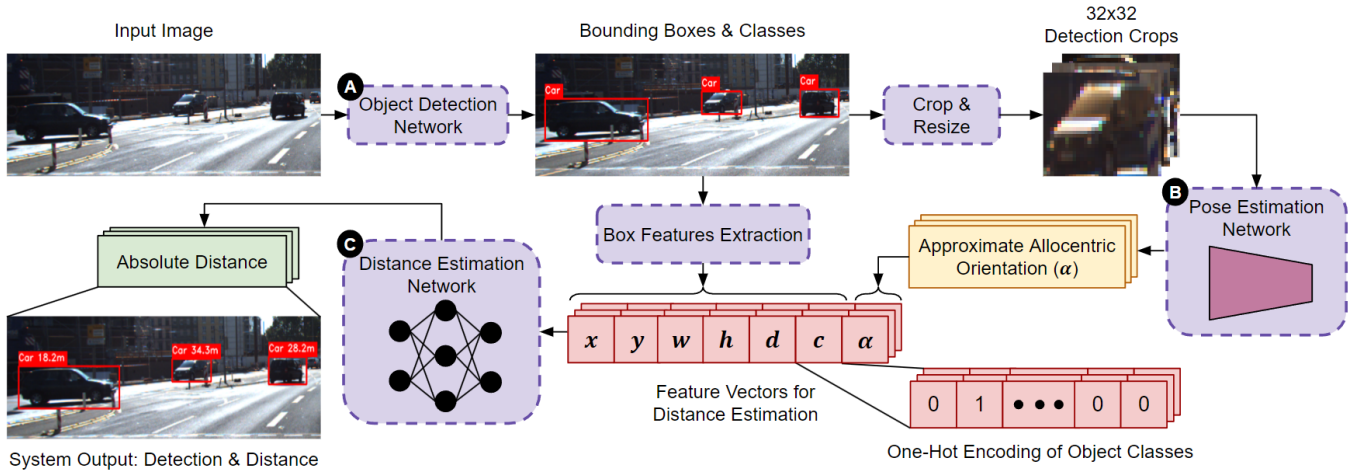 Input Image
Bounding Boxes & Classes
32x32
Detection Crops
A
Object Detection
Network
Car
Car
Car
Crop &
Resize
B
Pose Estimation
Network
Box Features Extraction
Approximate Allocentric
Orientation (α)
C
Distance Estimation
Network
Absolute Distance
x y w h d c α
Feature Vectors for
Distance Estimation
0 1 ••• 0 0
One-Hot Encoding of Object Classes
Car 18.2m
Car 34.3m
Car 28.2m
System Output: Detection & Distance